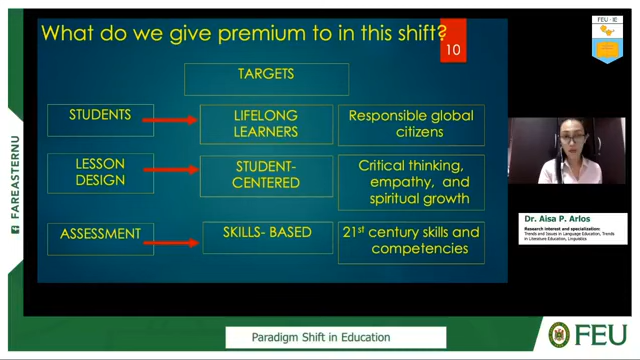 What do we give premium to in this shift?
10
TARGETS
STUDENTS
LIFELONG
LEARNERS
Responsible global
citizens
LESSON
DESIGN
STUDENT-
CENTERED
Critical thinking,
empathy, and
spiritual growth
ASSESSMENT
SKILLS- BASED
21st century skills and
competencies
FEU - IE
Dr. Aisa P. Arlos
Research interest and specialization:
Trends and Issues in Language Education, Trends
in Literature Education, Linguistics
FAREASTERNU
Paradigm Shift in Education
FEU